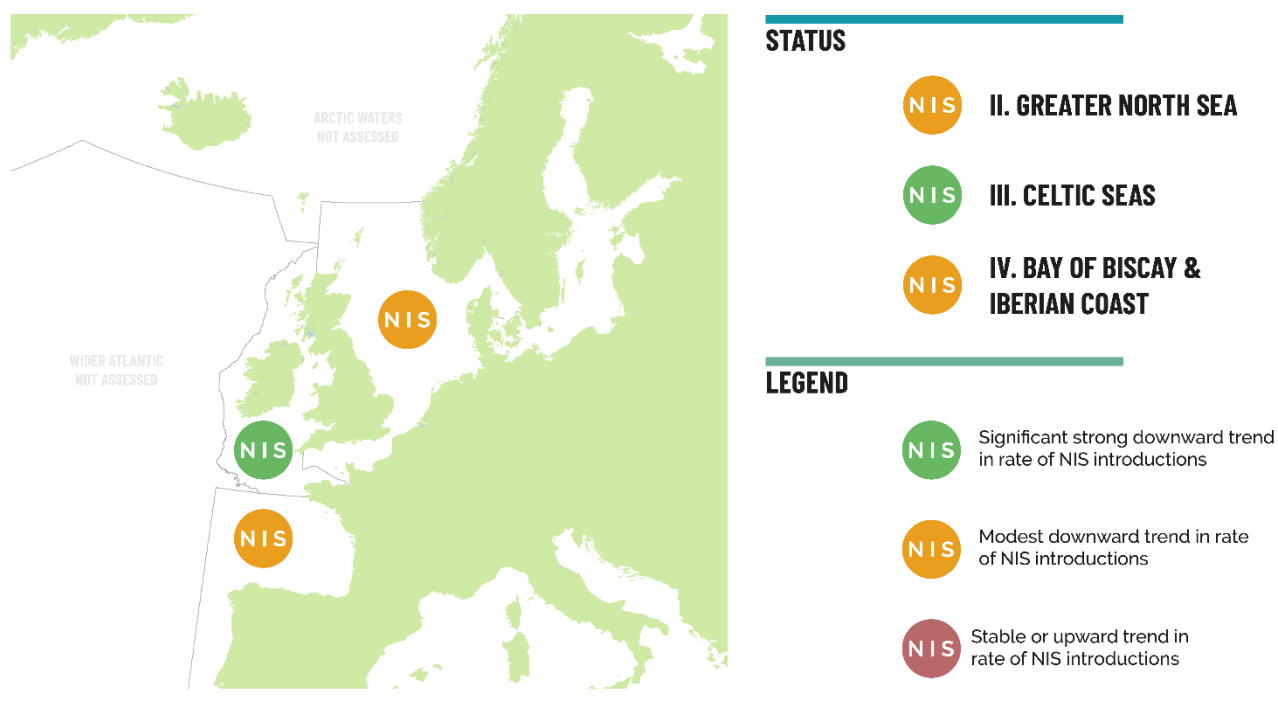 ARCTIC WATERS
NOT ASSESSED
WIDER ATLANTIC
NOT ASSESSED
NIS
NIS
NIS
STATUS
NIS
II. GREATER NORTH SEA
NIS
III. CELTIC SEAS
NIS
IV. BAY OF BISCAY &
IBERIAN COAST
LEGEND
NIS
Significant strong downward trend
in rate of NIS introductions
NIS
Modest downward trend in rate
of NIS introductions
NIS
Stable or upward trend in
rate of NIS introductions